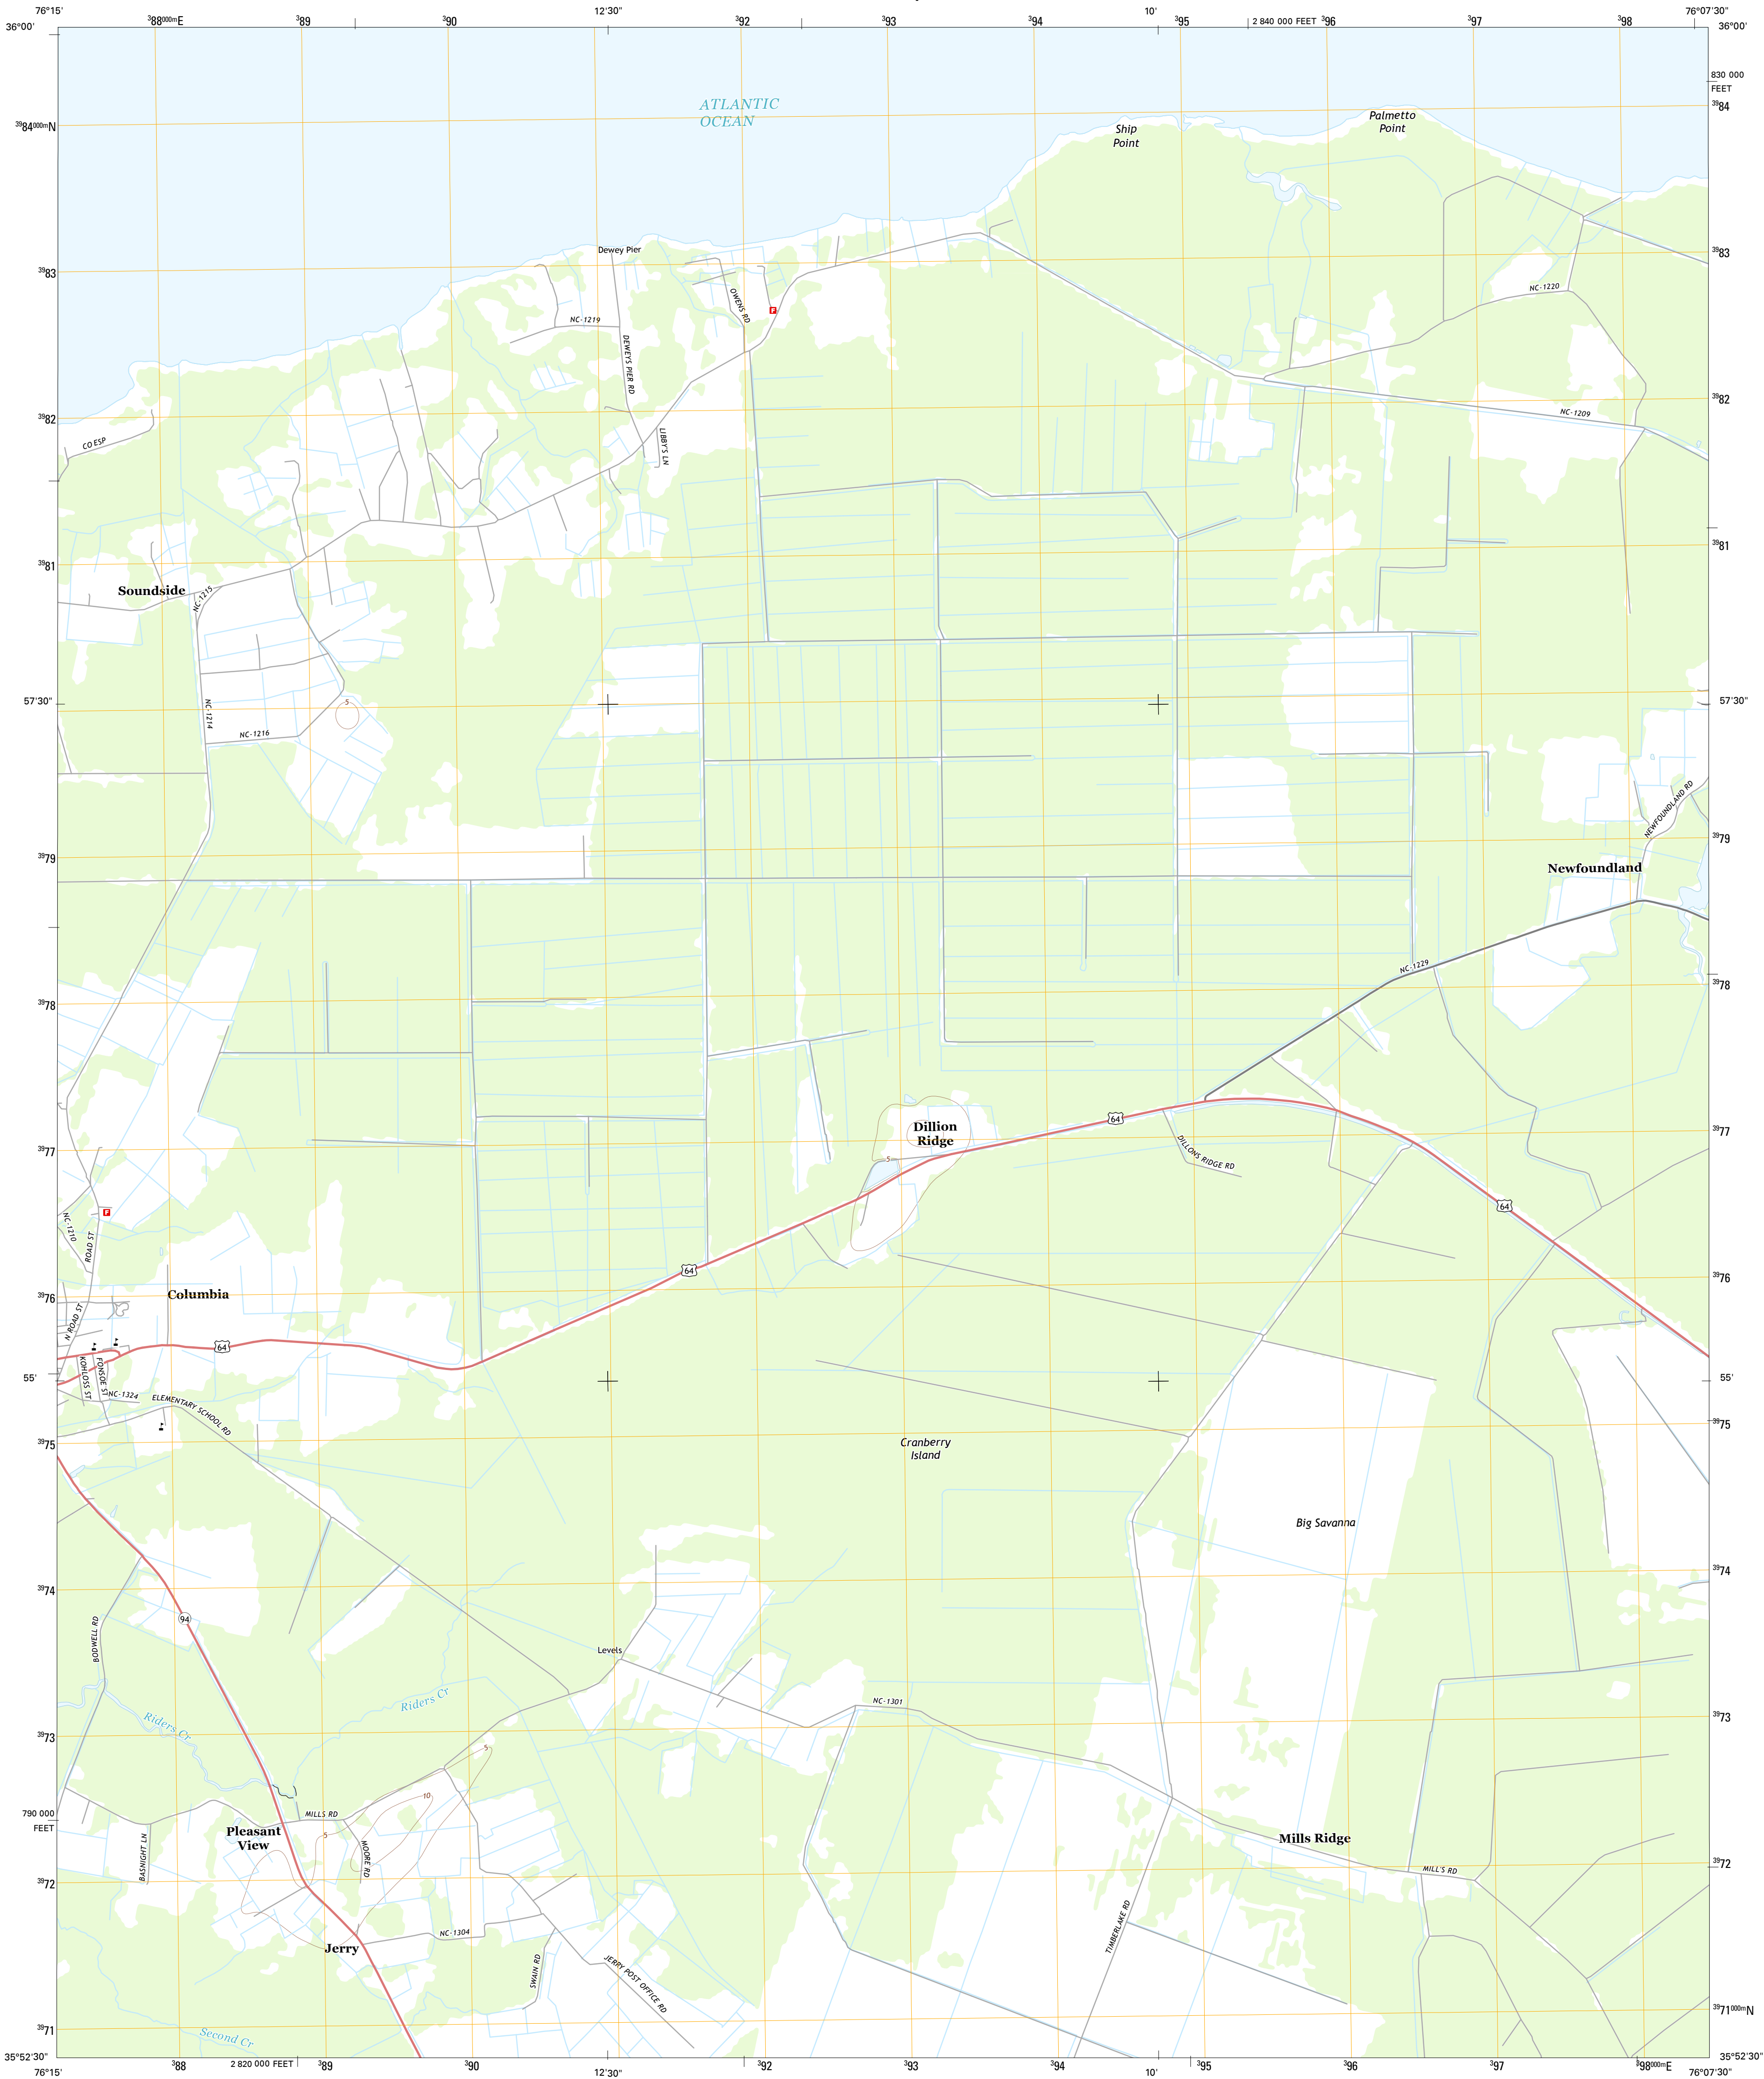 76°15'
³88⁰⁰⁰ᵐE
³89
³90
12'30"
³92
³93
³94
10'
³95
2 840 000 FEET
³96
³97
³98
76°07'30"
36°00'
36°00'
830 000
FEET
ATLANTIC
OCEAN
³⁹84⁰⁰⁰ᵐN
³⁹84
Ship
Point
Palmetto
Point
Dewey Pier
³⁹83
³⁹83
OWENS RD
F
NC-1220
NC-1219
DEWEYS PIER RD
³⁹82
³⁹82
NC-1209
CO ESP
LIBBY'S LN
³⁹81
³⁹81
Soundside
NC-1215
57'30"
57'30"
NC-1214
5
NC-1216
NEWFOUNDLAND RD
³⁹79
³⁹79
Newfoundland
NC-1229
³⁹78
³⁹78
Dillion
Ridge
64
5
DILLONS RIDGE RD
³⁹77
³⁹77
64
F
NC-1210
ROAD ST
64
³⁹76
³⁹76
Columbia
N ROAD ST
64
KOHLOSS ST
FONSOE ST
55'
55'
NC-1324
ELEMENTARY SCHOOL RD
³⁹75
³⁹75
Cranberry
Island
Big Savanna
³⁹74
³⁹74
94
BODWELL RD
Levels
Riders Cr
Riders Cr
NC-1301
³⁹73
³⁹73
5
10
790 000
FEET
MILLS RD
5
Pleasant
View
MOORE RD
BASNIGHT LN
Mills Ridge
MILL'S RD
³⁹72
³⁹72
TIMBERLAKE RD
NC-1304
Jerry
SWAIN RD
JERRY POST OFFICE RD
³⁹71
³⁹71⁰⁰⁰ᵐN
Second Cr
35°52'30"
35°52'30"
76°15'
³88
2 820 000 FEET
³89
³90
12'30"
³92
³93
³94
10'
³95
³96
³97
³98⁰⁰⁰ᵐE
76°07'30"